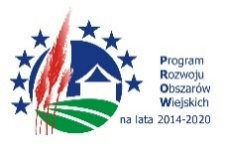 Program
Rozwoju
Obszarów
Wiejskich
na lata 2014-2020